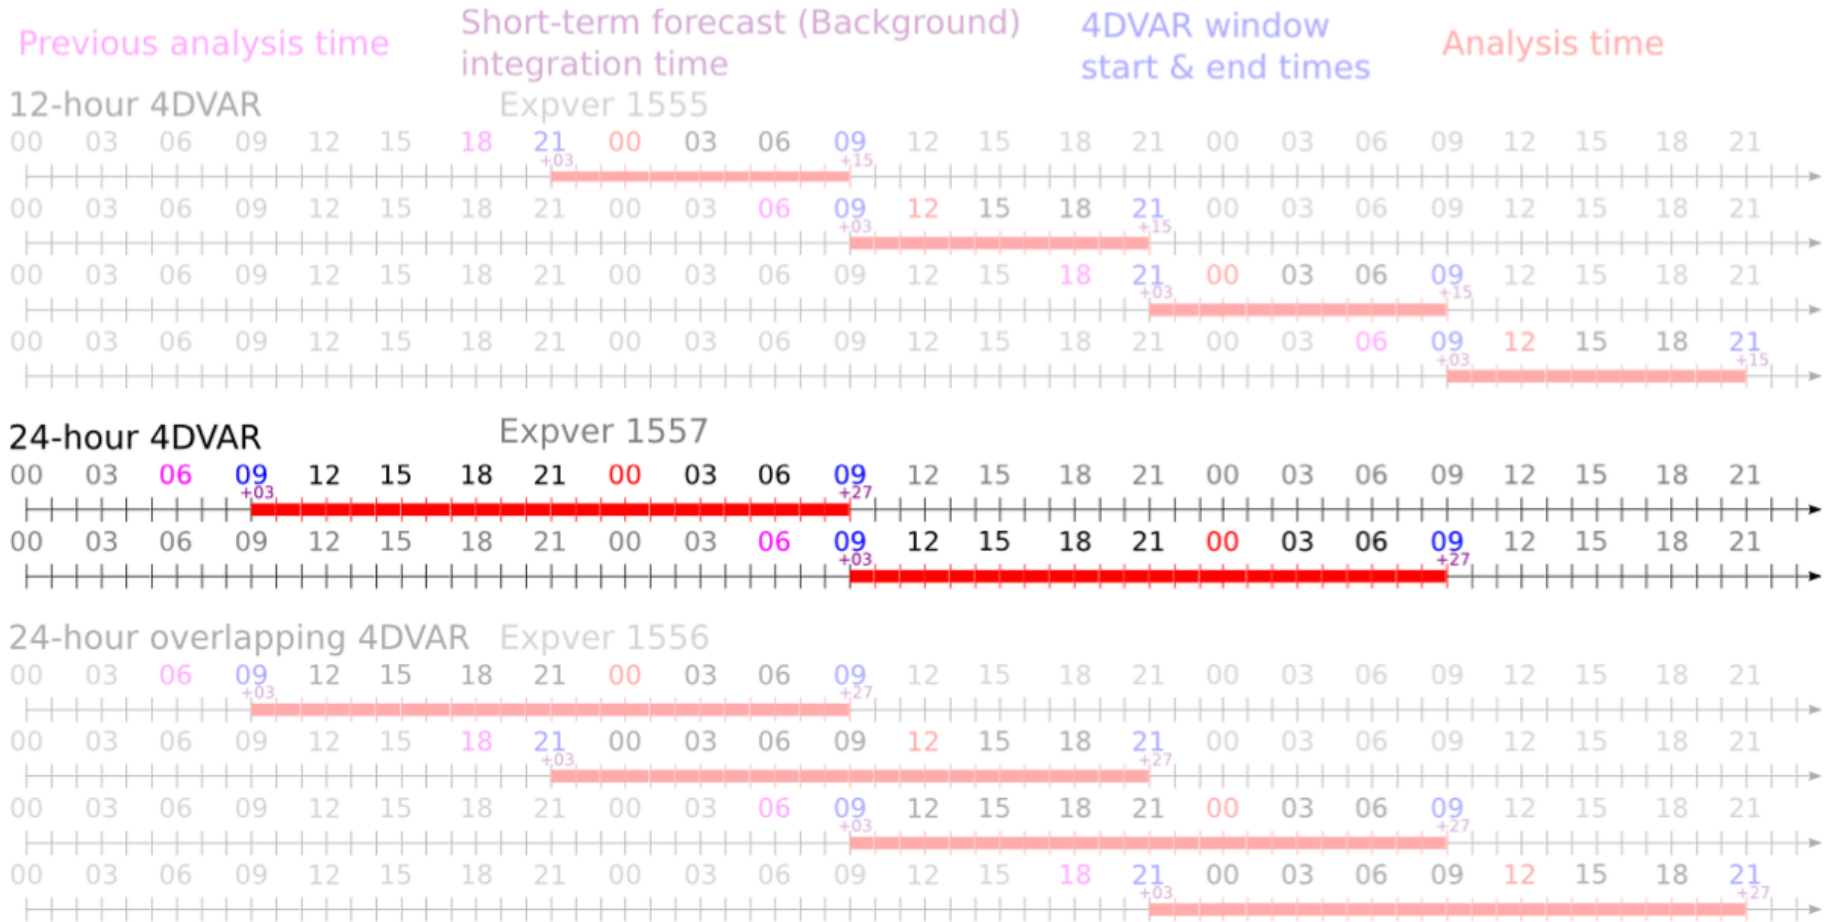 Previous analysis time
Short-term forecast (Background)
integration time
4DVAR window
start & end times
Analysis time
12-hour 4DVAR Expver 1555
00 03 06 09 12 15 18 21 00 03 06 09 12 15 18 21 00 03 06 09 12 15 18 21
+03 +15
00 03 06 09 12 15 18 21 00 03 06 09 12 15 18 21 00 03 06 09 12 15 18 21
+03 +15
00 03 06 09 12 15 18 21 00 03 06 09 12 15 18 21 00 03 06 09 12 15 18 21
+03 +15
00 03 06 09 12 15 18 21 00 03 06 09 12 15 18 21 00 03 06 09 12 15 18 21
+03 +15
24-hour 4DVAR Expver 1557
00 03 06 09 12 15 18 21 00 03 06 09 12 15 18 21 00 03 06 09 12 15 18 21
+03 +27
00 03 06 09 12 15 18 21 00 03 06 09 12 15 18 21 00 03 06 09 12 15 18 21
+03 +27
24-hour overlapping 4DVAR Expver 1556
00 03 06 09 12 15 18 21 00 03 06 09 12 15 18 21 00 03 06 09 12 15 18 21
+03 +27
00 03 06 09 12 15 18 21 00 03 06 09 12 15 18 21 00 03 06 09 12 15 18 21
+03 +27
00 03 06 09 12 15 18 21 00 03 06 09 12 15 18 21 00 03 06 09 12 15 18 21
+03 +27
00 03 06 09 12 15 18 21 00 03 06 09 12 15 18 21 00 03 06 09 12 15 18 21
+03 +27